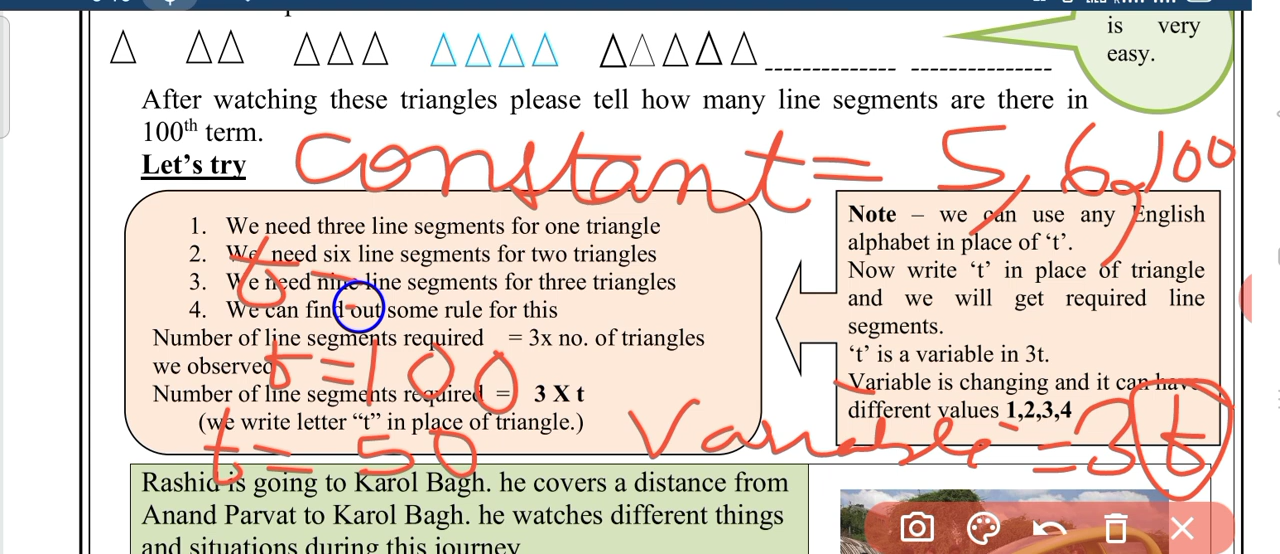 is very
easy.
After watching these triangles please tell how many line segments are there in
100th term.
Let's try
constant = 5, 6, 100
1. We need three line segments for one triangle
2. We need six line segments for two triangles
3. We need nine line segments for three triangles
4. We can find out some rule for this
Number of line segments required = 3x no. of triangles
we observed
Number of line segments required = 3 X t
(we write letter “t” in place of triangle.)
t =
t = 100
t = 50
Note – we can use any English
alphabet in place of ‘t’.
Now write ‘t’ in place of triangle
and we will get required line
segments.
‘t’ is a variable in 3t.
Variable is changing and it can have
different values 1,2,3,4
Variable = 3t
Rashid is going to Karol Bagh. he covers a distance from
Anand Parvat to Karol Bagh. he watches different things
and situations during this journey